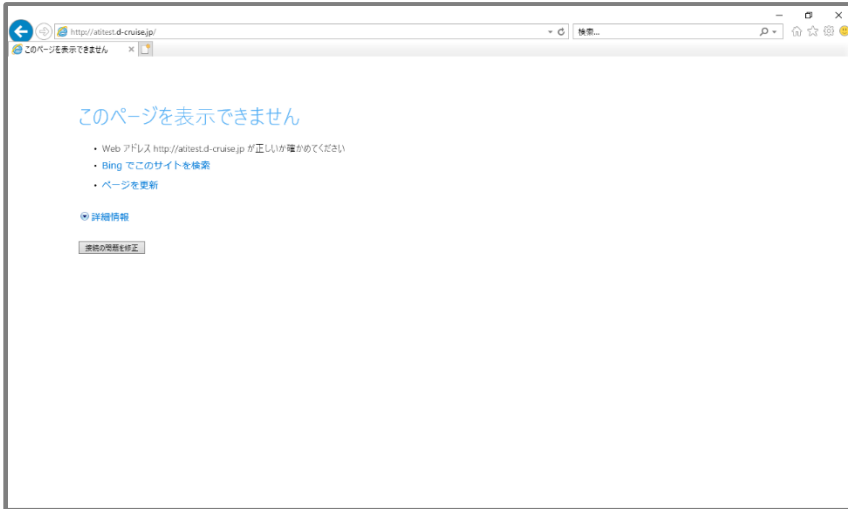 http://atitest.d-cruise.jp/
検索...
このページを表示できません
このページを表示できません
• Web アドレス http://atitest.d-cruise.jp が正しいか確かめてください
• Bing でこのサイトを検索
• ページを更新
詳細情報
接続の問題を修正